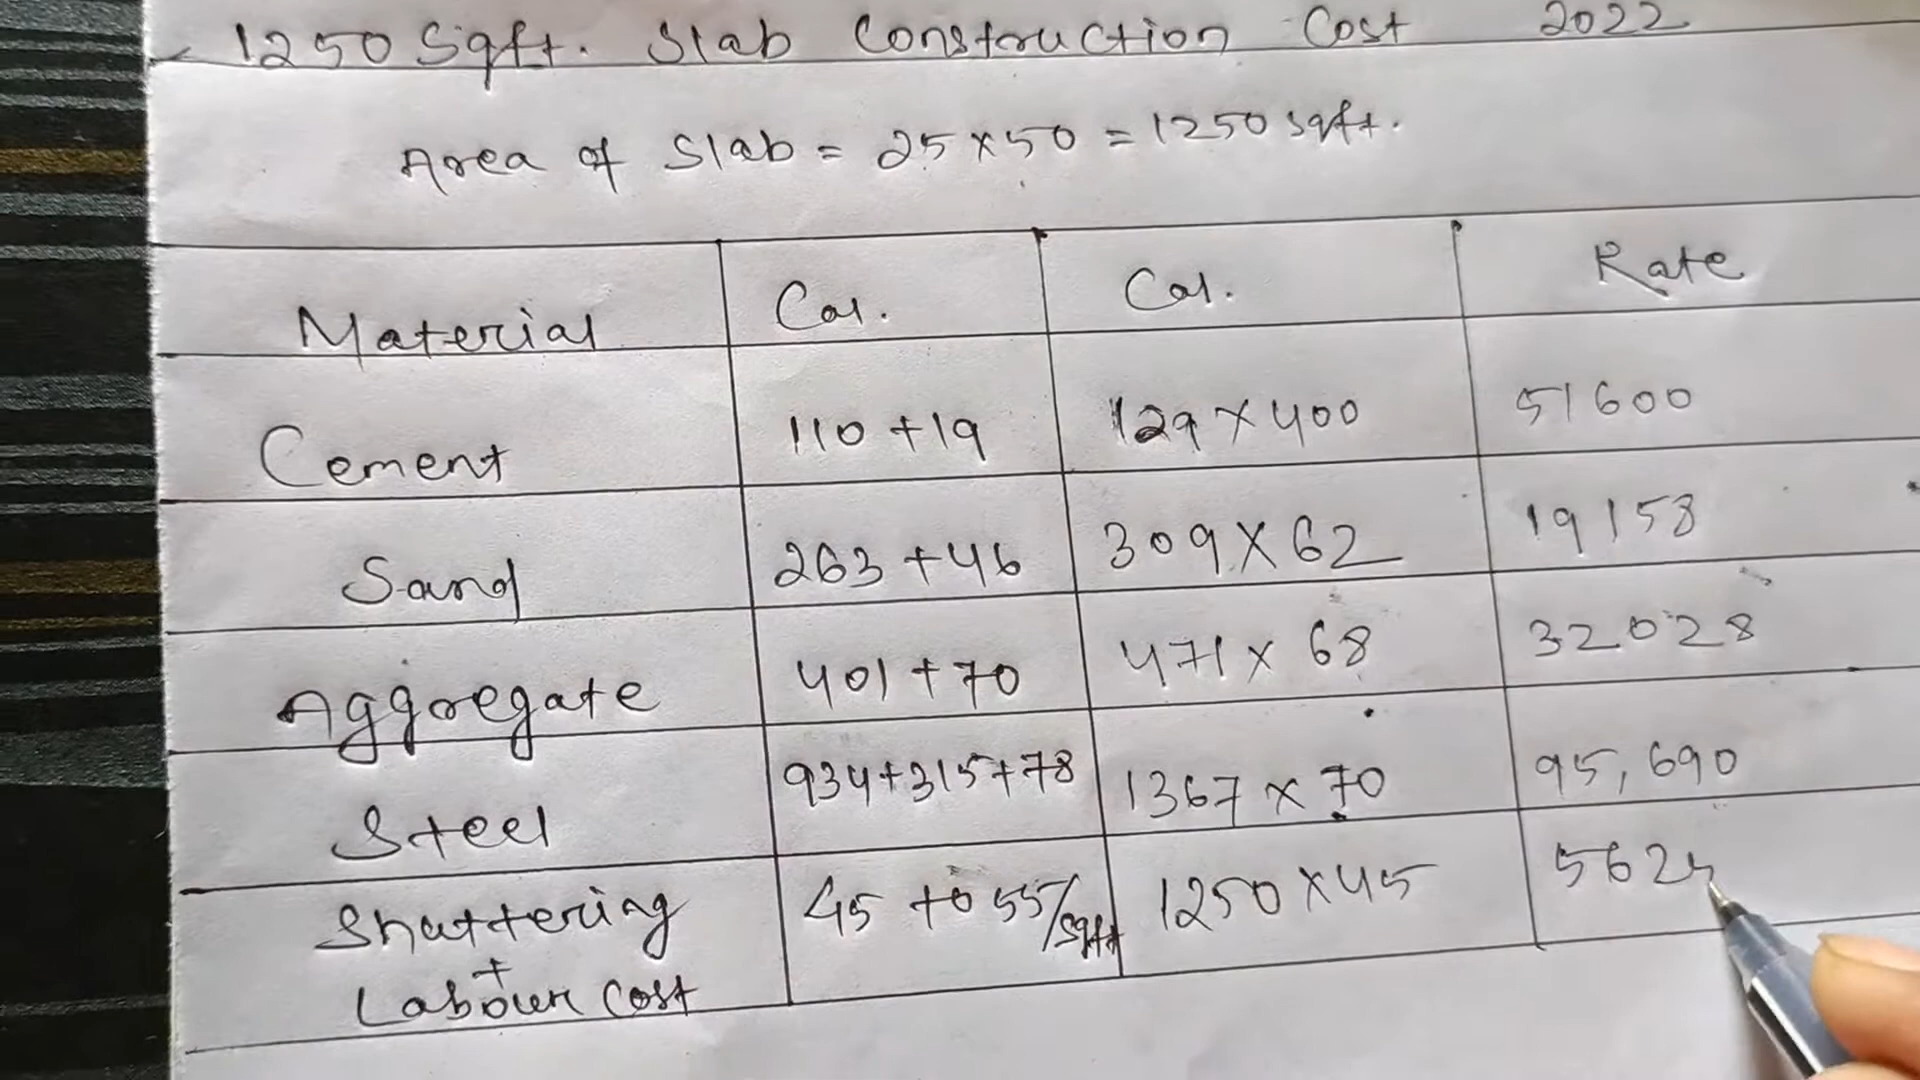 1250 Sqft. Slab Construction Cost 2022
Area of Slab = 25 x 50 = 1250 sqft.
Material Cal. Cal. Rate
Cement 110 + 19 129 x 400 51600
Sand 263 + 46 309 x 62 19158
Aggregate 401 + 70 471 x 68 32028
Steel 934+315+78 1367 x 70 95,690
Shuttering + Labour Cost 45 to 55/sqft 1250 x 45 5625